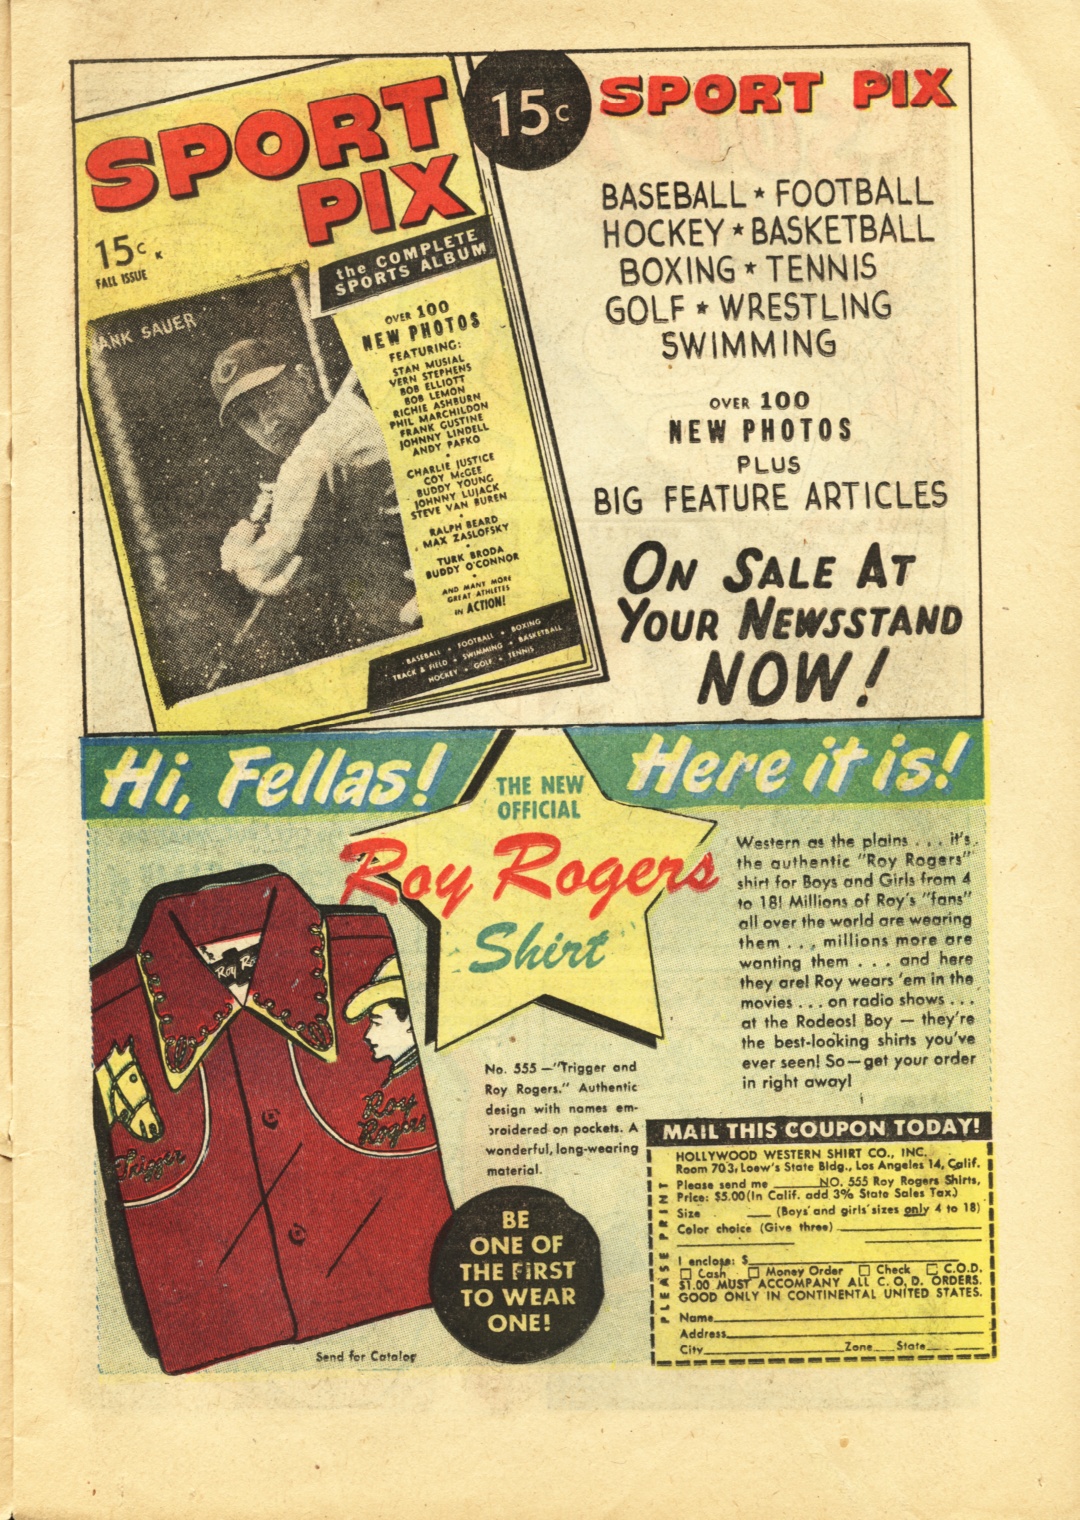 SPORT
PIX
15c K
FALL ISSUE
the COMPLETE
SPORTS ALBUM
ANK SAUER
C
OVER 100
NEW PHOTOS
FEATURING:
STAN MUSIAL
VERN STEPHENS
BOB ELLIOTT
BOB LEMON
RICHIE ASHBURN
PHIL MARCHILDON
FRANK GUSTINE
JOHNNY LINDELL
ANDY PAFKO
CHARLIE JUSTICE
COY McGEE
BUDDY YOUNG
JOHNNY LUJACK
STEVE VAN BUREN
RALPH BEARD
MAX ZASLOFSKY
TURK BRODA
BUDDY O'CONNOR
AND MANY MORE
GREAT ATHLETES
IN ACTION!
BASEBALL • FOOTBALL • BOXING
TRACK & FIELD • SWIMMING • BASKETBALL
HOCKEY • GOLF • TENNIS
15c
SPORT PIX
BASEBALL ★ FOOTBALL
HOCKEY ★ BASKETBALL
BOXING ★ TENNIS
GOLF ★ WRESTLING
SWIMMING
OVER 100
NEW PHOTOS
PLUS
BIG FEATURE ARTICLES
ON SALE AT
YOUR NEWSSTAND
NOW!
Hi, Fellas!
Here it is!
THE NEW
OFFICIAL
Roy Rogers
Shirt
Western as the plains . . . it's
the authentic "Roy Rogers"
shirt for Boys and Girls from 4
to 18! Millions of Roy's "fans"
all over the world are wearing
them . . , millions more are
wanting them . . . and here
they are! Roy wears 'em in the
movies . . . on radio shows . . .
at the Rodeos! Boy — they're
the best-looking shirts you've
ever seen! So—get your order
in right away!
Roy Ro
Trigger
Roy
Rogers
No. 555 —"Trigger and
Roy Rogers." Authentic
design with names em-
broidered on pockets. A
wonderful, long-wearing
material.
BE
ONE OF
THE FIRST
TO WEAR
ONE!
Send for Catalog
MAIL THIS COUPON TODAY!
PLEASE PRINT
HOLLYWOOD WESTERN SHIRT CO., INC.
Room 703, Loew's State Bldg., Los Angeles 14, Calif.
Please send me ______NO. 555 Roy Rogers Shirts,
Price: $5.00 (In Calif. add 3% State Sales Tax.)
Size ____ (Boys' and girls' sizes only 4 to 18)
Color choice (Give three) ____________
I enclose: $____________
☐ Cash ☐ Money Order ☐ Check ☐ C.O.D.
$1.00 MUST ACCOMPANY ALL C. O. D. ORDERS.
GOOD ONLY IN CONTINENTAL UNITED STATES.
Name____________
Address____________
City____________Zone____State______